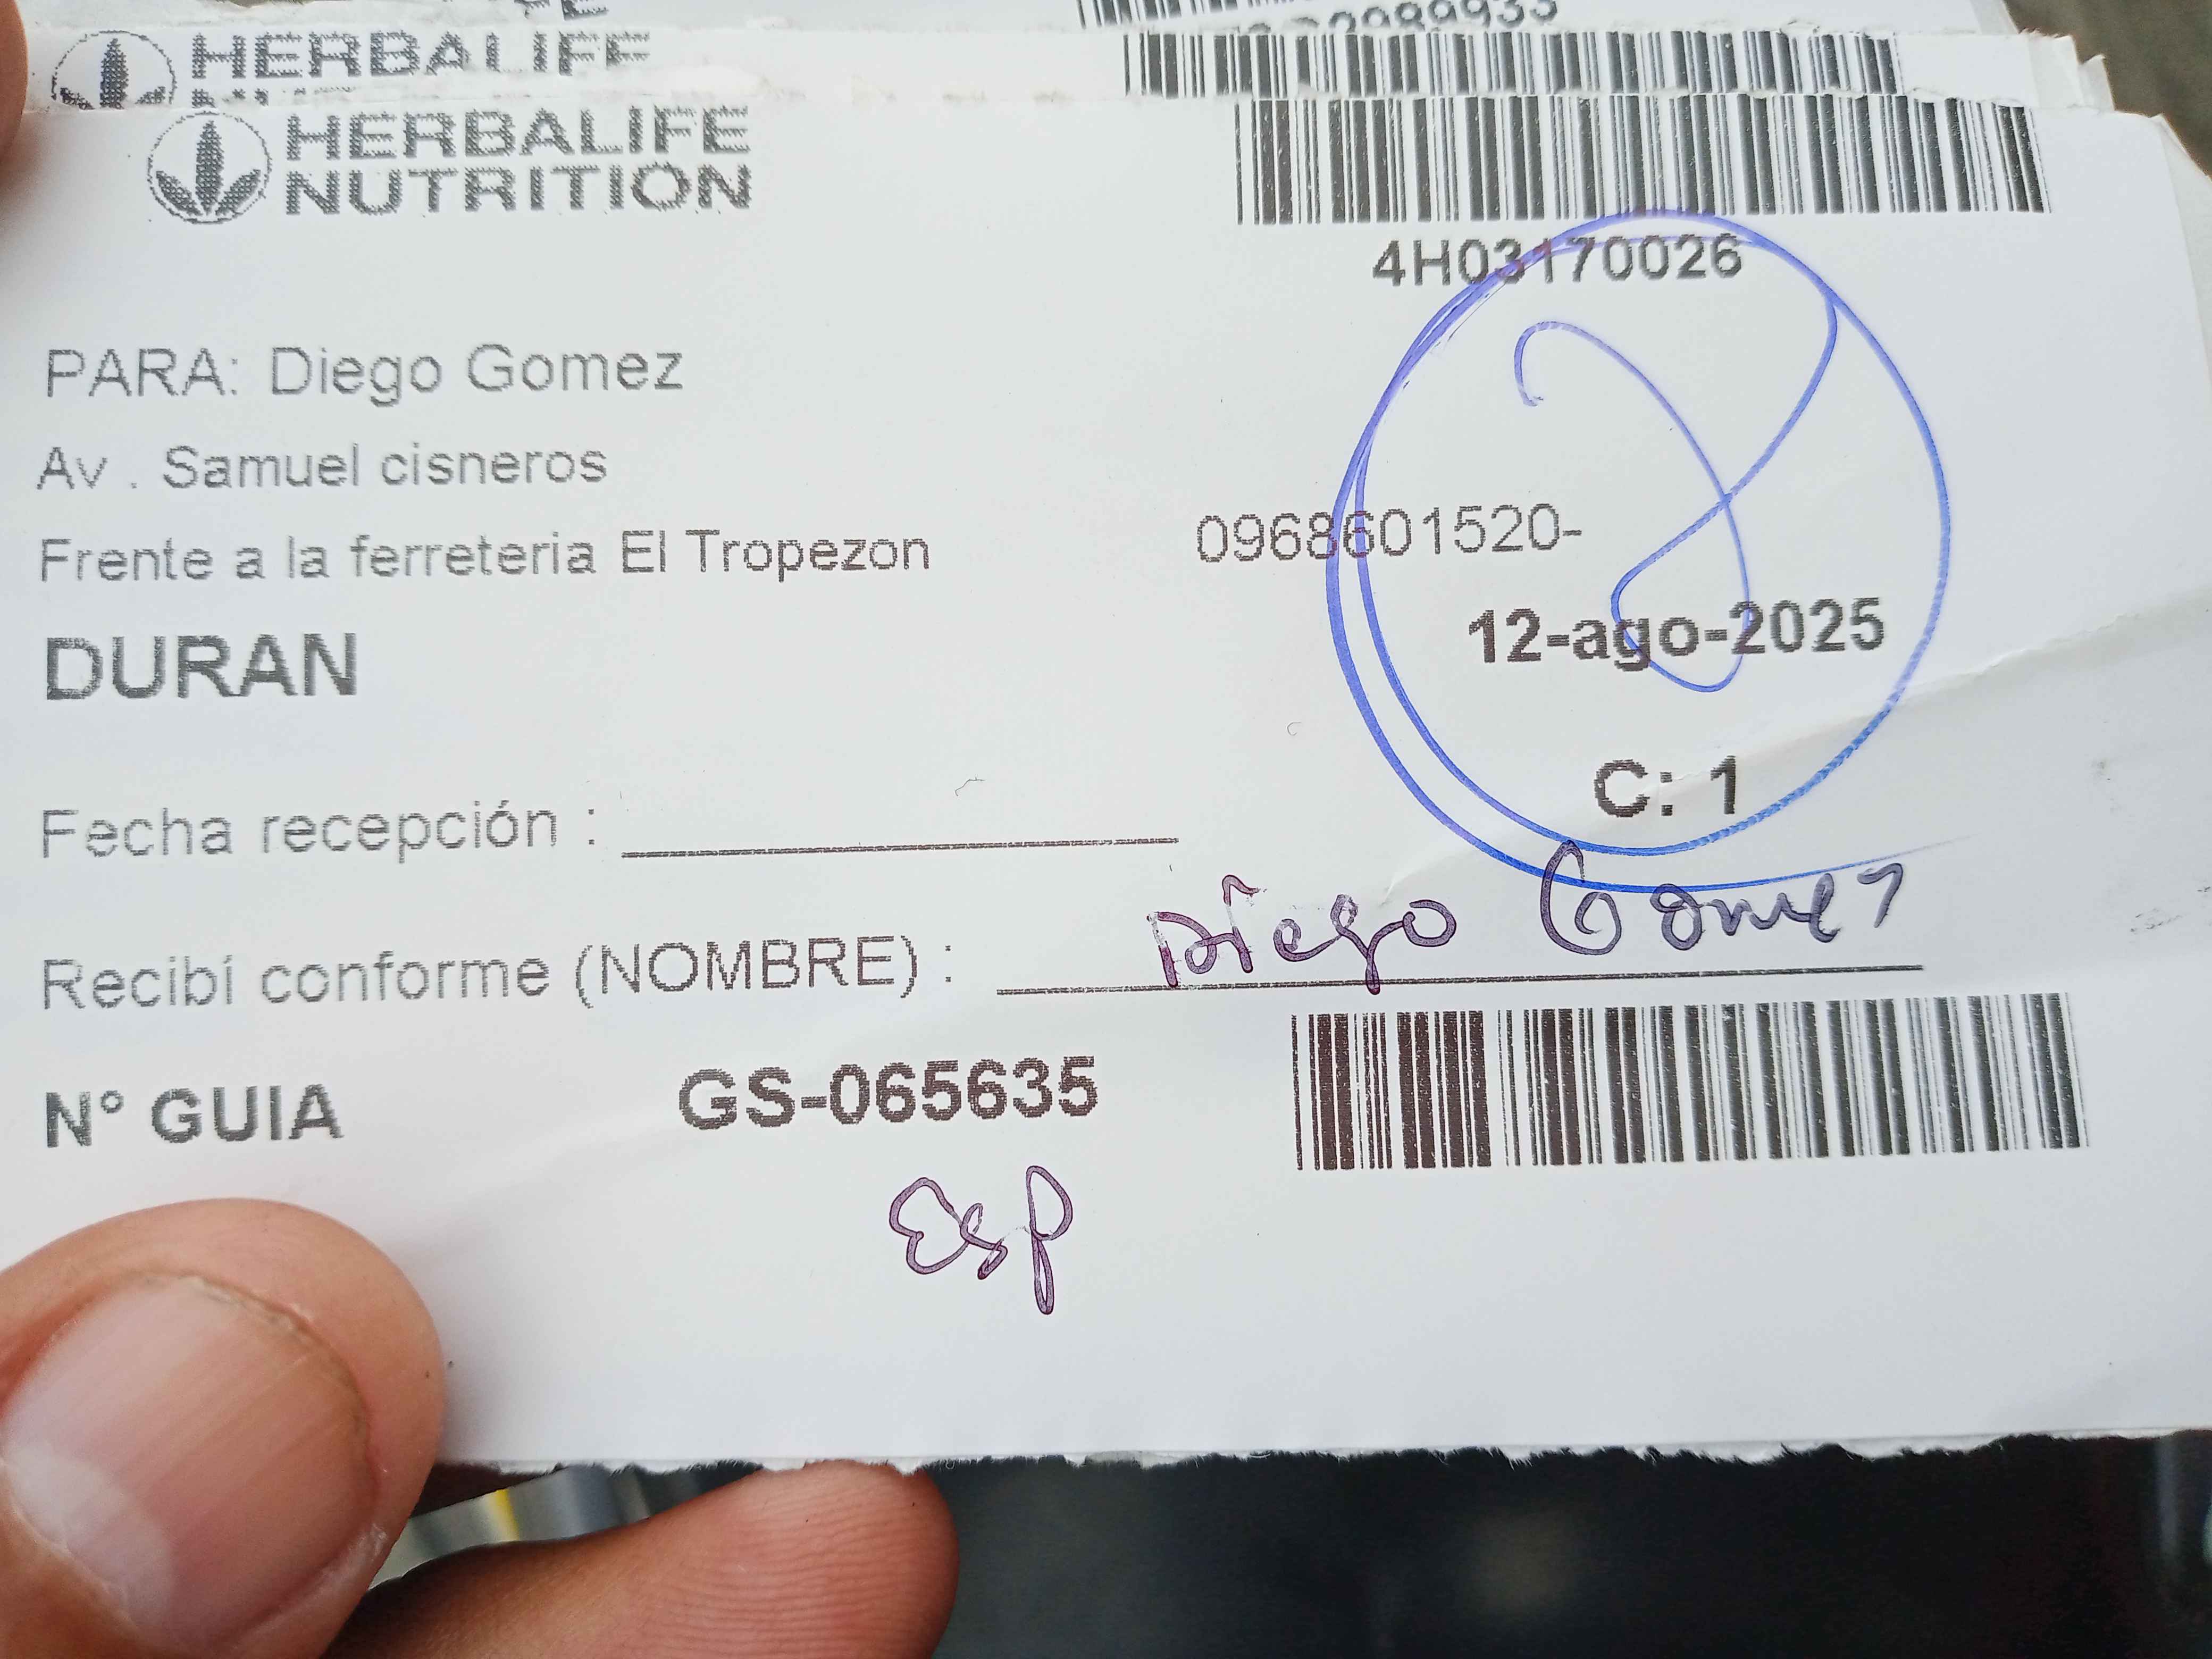 HERBALIFE
HERBALIFE
NUTRITION
4H03170026
PARA: Diego Gomez
Av . Samuel cisneros
Frente a la ferreteria El Tropezon
0968601520-
DURAN
12-ago-2025
C: 1
Fecha recepción :
Recibí conforme (NOMBRE) : Diego Gomez
N° GUIA GS-065635
Esp